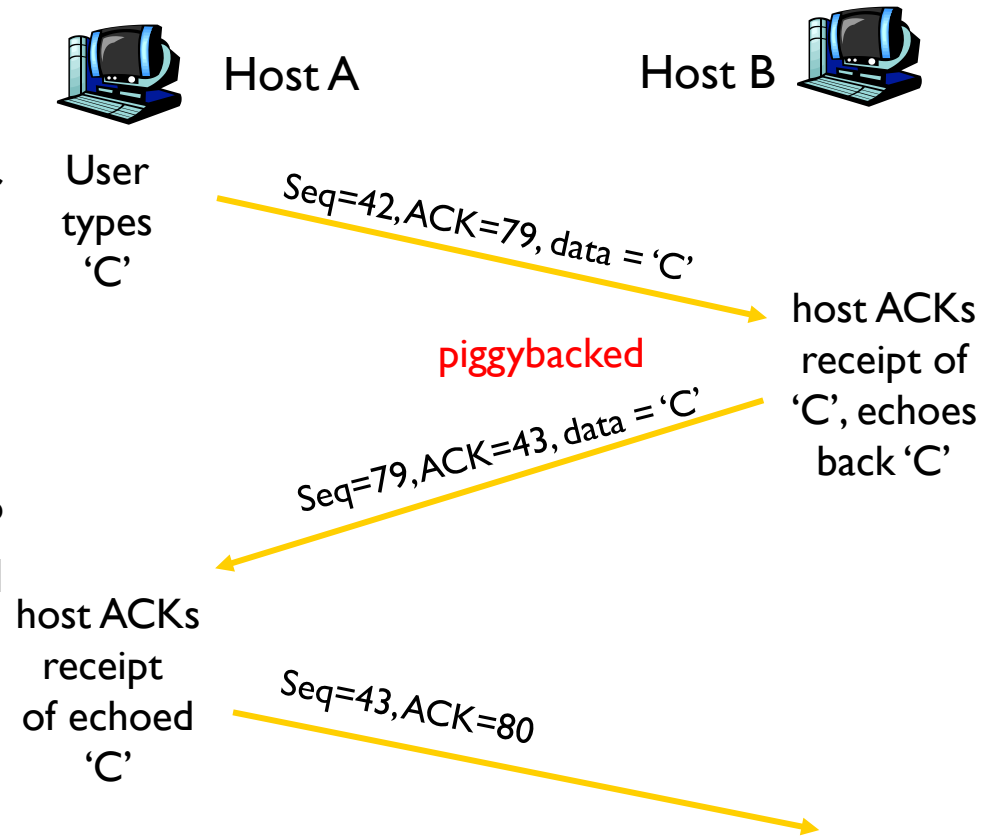 Host A
Host B
User
types
‘C’
Seq=42, ACK=79, data = ‘C’
host ACKs
receipt of
‘C’, echoes
back ‘C’
piggybacked
Seq=79, ACK=43, data = ‘C’
host ACKs
receipt
of echoed
‘C’
Seq=43, ACK=80